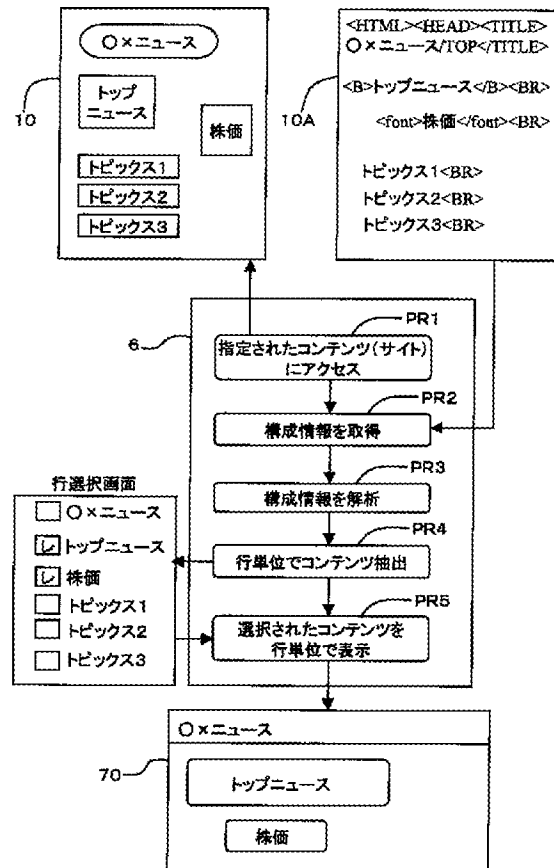 ○×ニュース
トップ
ニュース
株価
トピックス1
トピックス2
トピックス3
10
<HTML><HEAD><TITLE>
○×ニュース/TOP</TITLE>
<B>トップニュース</B><BR>
<font>株価</font><BR>
トピックス1<BR>
トピックス2<BR>
トピックス3<BR>
10A
6
PR1
指定されたコンテンツ(サイト)
にアクセス
PR2
構成情報を取得
PR3
構成情報を解析
PR4
行単位でコンテンツ抽出
PR5
選択されたコンテンツを
行単位で表示
行選択画面
○×ニュース
トップニュース
株価
トピックス1
トピックス2
トピックス3
○×ニュース
70
トップニュース
株価